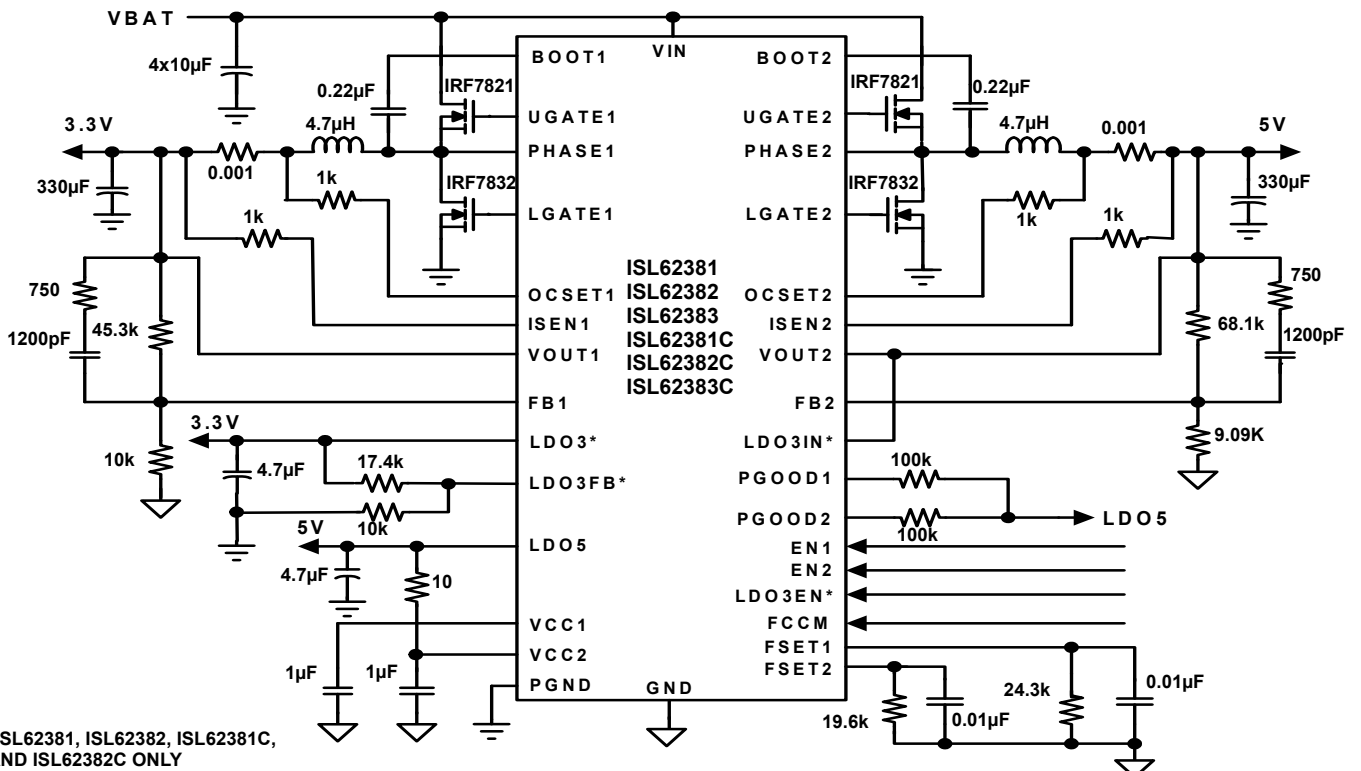 VBAT
4x10µF
0.22µF
IRF7821
3.3V
4.7µH
0.001
330µF
IRF7832
1k
1k
750
1200pF
45.3k
10k
3.3V
4.7µF
17.4k
10k
5V
4.7µF
10
1µF
1µF
VIN
BOOT1
UGATE1
PHASE1
LGATE1
OCSET1
ISEN1
VOUT1
FB1
LDO3*
LDO3FB*
LDO5
VCC1
VCC2
PGND
GND
ISL62381
ISL62382
ISL62383
ISL62381C
ISL62382C
ISL62383C
BOOT2
UGATE2
PHASE2
LGATE2
OCSET2
ISEN2
VOUT2
FB2
LDO3IN*
PGOOD1
PGOOD2
EN1
EN2
LDO3EN*
FCCM
FSET1
FSET2
IRF7821
0.22µF
4.7µH
0.001
5V
IRF7832
330µF
1k
1k
750
68.1k
1200pF
9.09K
100k
100k
LDO5
19.6k
0.01µF
24.3k
0.01µF
SL62381, ISL62382, ISL62381C,
ND ISL62382C ONLY